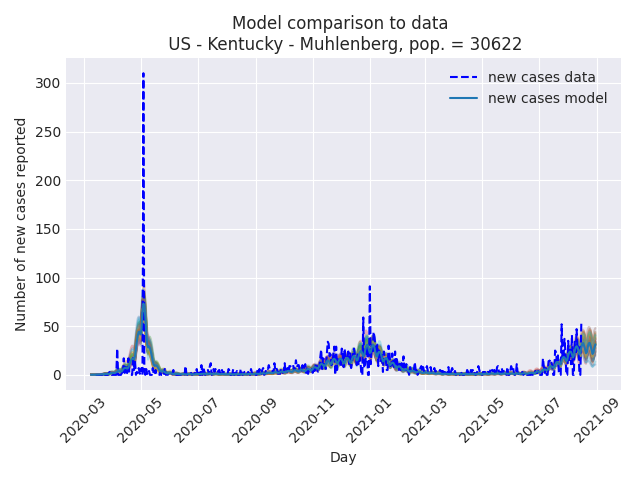 Model comparison to data
US - Kentucky - Muhlenberg, pop. = 30622
new cases data
new cases model
Number of new cases reported
300
250
200
150
100
50
0
2020-03
2020-05
2020-07
2020-09
2020-11
2021-01
2021-03
2021-05
2021-07
2021-09
Day